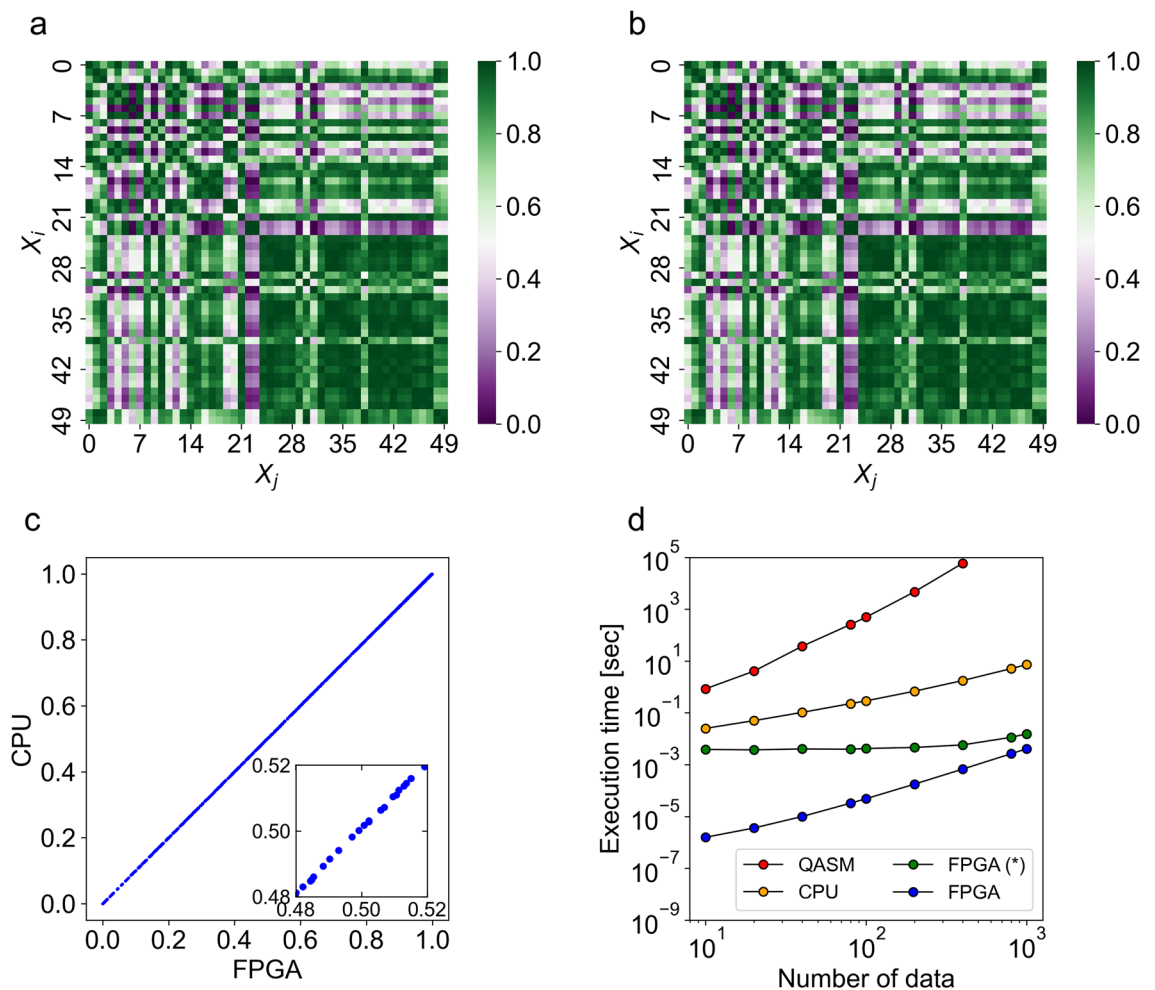 a
b
0
7
14
21
28
35
42
49
X_i
0 7 14 21 28 35 42 49
X_j
1.0
0.8
0.6
0.4
0.2
0.0
0
7
14
21
28
35
42
49
X_i
0 7 14 21 28 35 42 49
X_j
1.0
0.8
0.6
0.4
0.2
0.0
c
d
1.0
0.8
0.6
0.4
0.2
0.0
CPU
0.0 0.2 0.4 0.6 0.8 1.0
FPGA
0.52
0.50
0.48
0.48 0.50 0.52
10^5
10^3
10^1
10^−1
10^−3
10^−5
10^−7
10^−9
Execution time [sec]
QASM
CPU
FPGA (*)
FPGA
10^1 10^2 10^3
Number of data